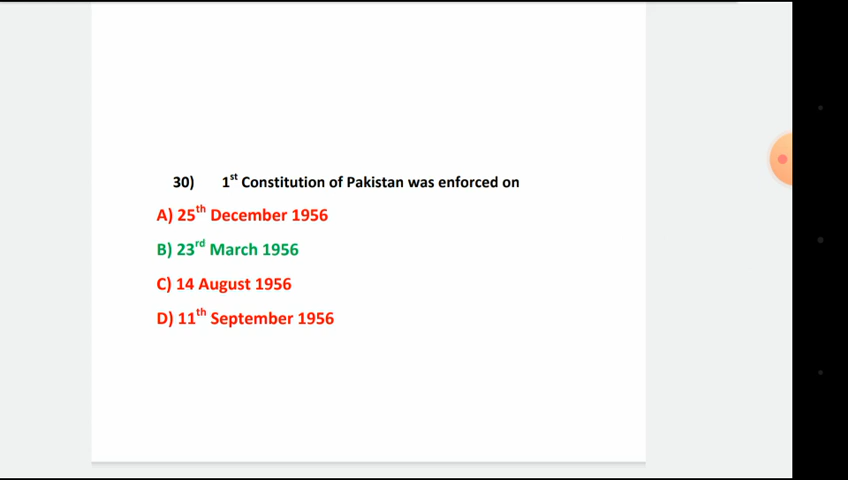 30) 1st Constitution of Pakistan was enforced on
A) 25th December 1956
B) 23rd March 1956
C) 14 August 1956
D) 11th September 1956